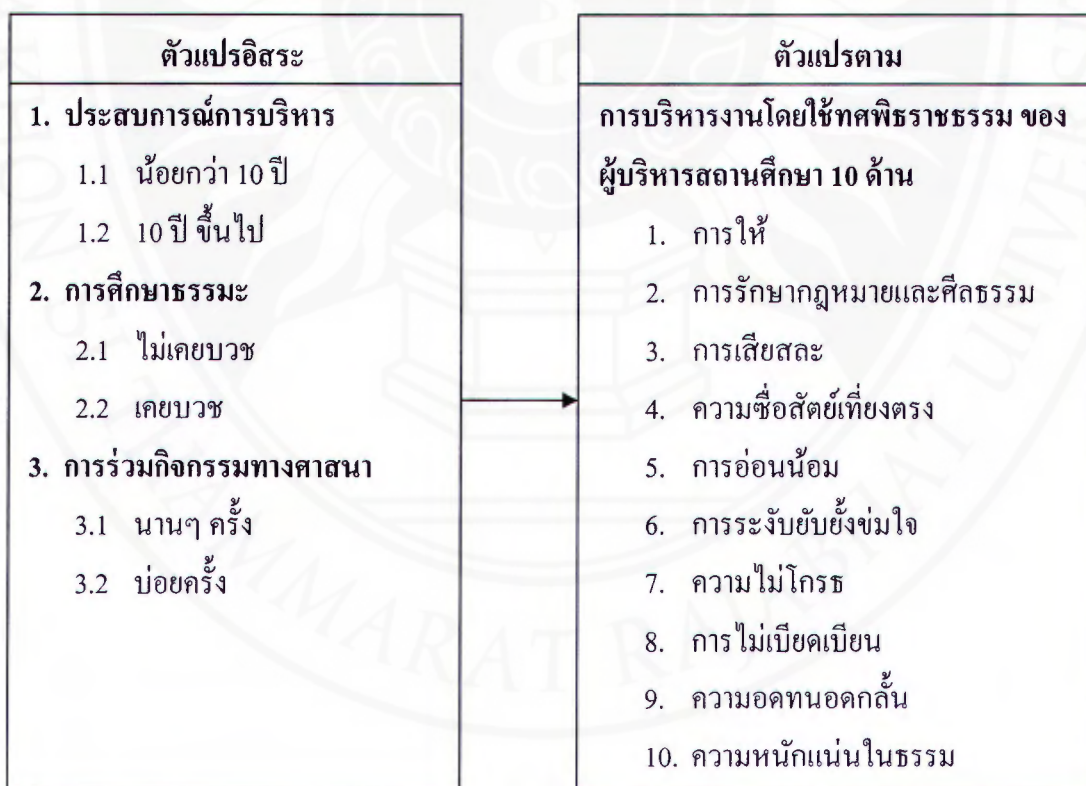 ตัวแปรอิสระ
1. ประสบการณ์การบริหาร
1.1 น้อยกว่า 10 ปี
1.2 10 ปี ขึ้นไป
2. การศึกษาธรรมะ
2.1 ไม่เคยบวช
2.2 เคยบวช
3. การร่วมกิจกรรมทางศาสนา
3.1 นานๆ ครั้ง
3.2 บ่อยครั้ง
ตัวแปรตาม
การบริหารงานโดยใช้ทศพิธราชธรรม ของ
ผู้บริหารสถานศึกษา 10 ด้าน
1. การให้
2. การรักษากฎหมายและศีลธรรม
3. การเสียสละ
4. ความซื่อสัตย์เที่ยงตรง
5. การอ่อนน้อม
6. การระงับยับยั้งข่มใจ
7. ความไม่โกรธ
8. การไม่เบียดเบียน
9. ความอดทนอดกลั้น
10. ความหนักแน่นในธรรม